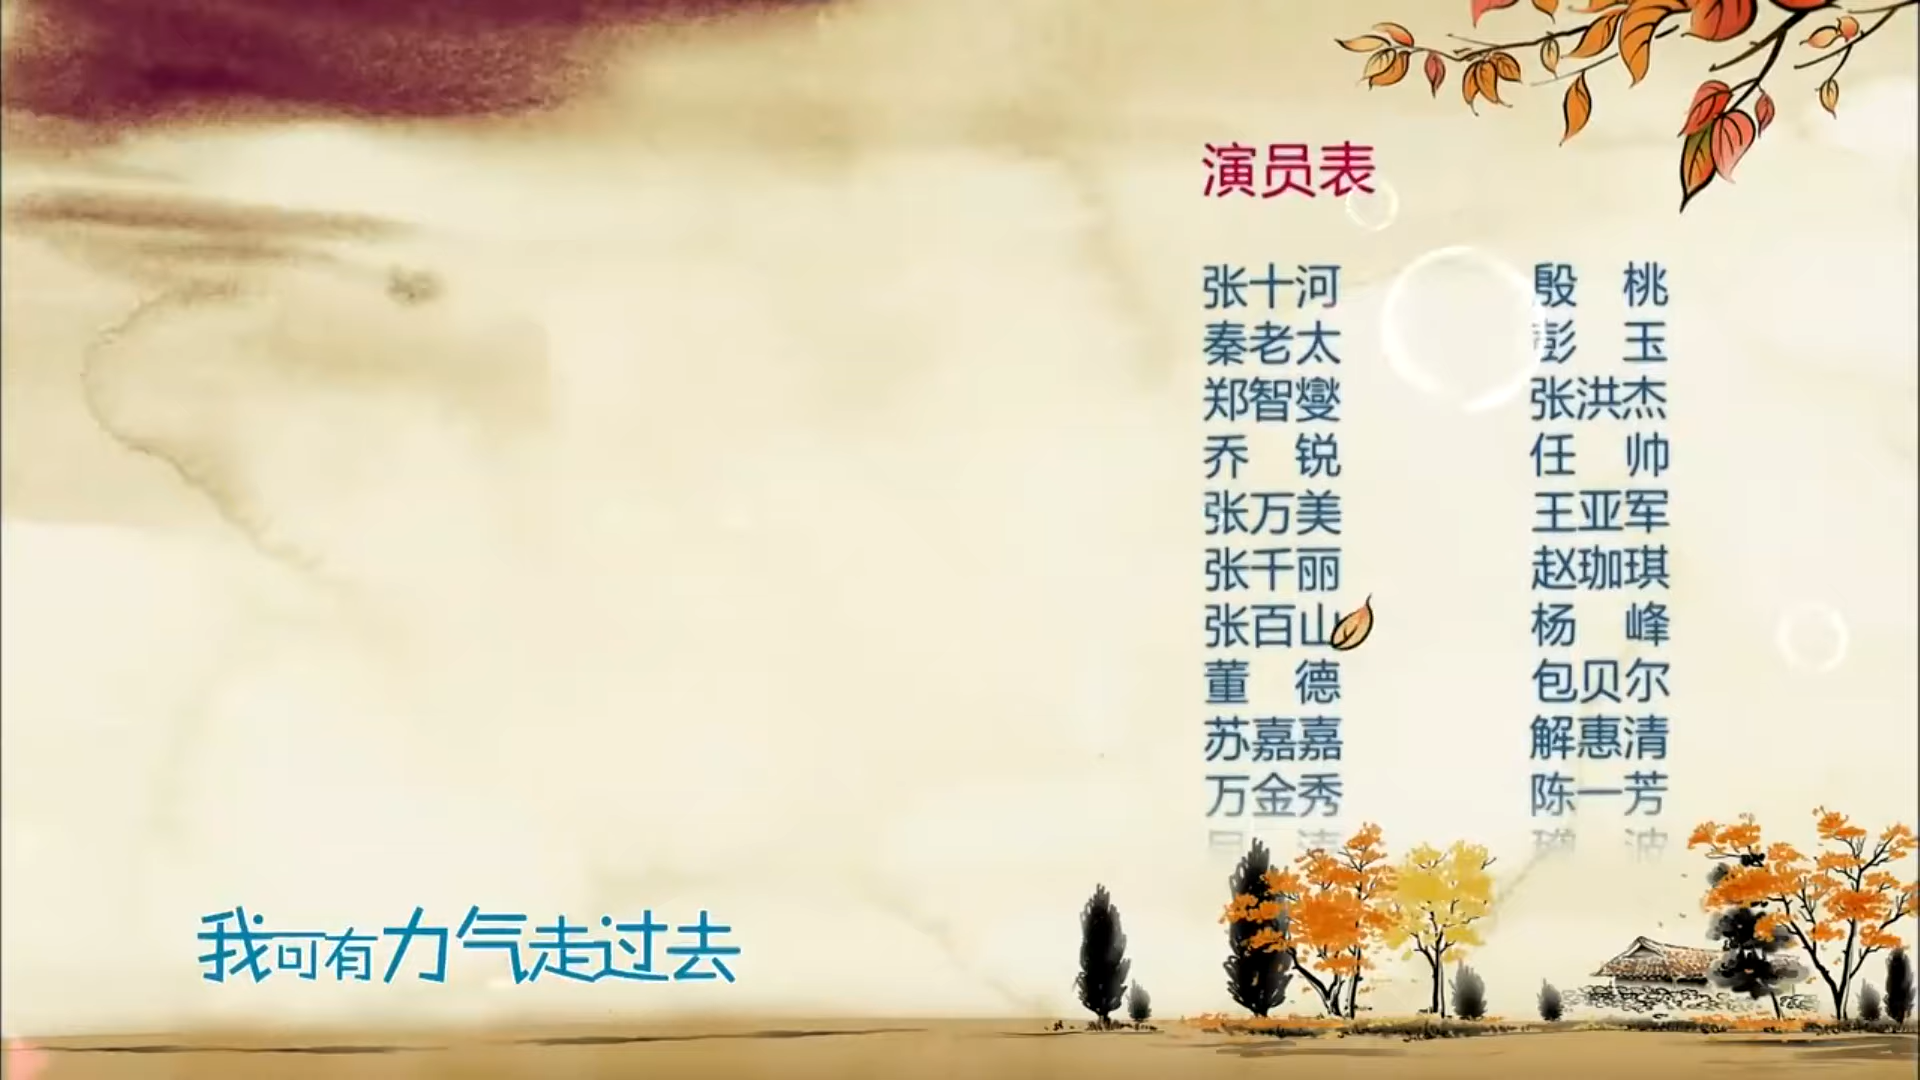 演员表
张十河 殷 桃
秦老太 彭 玉
郑智燮 张洪杰
乔 锐 任 帅
张万美 王亚军
张千丽 赵珈琪
张百山 杨 峰
董 德 包贝尔
苏嘉嘉 解惠清
万金秀 陈一芳
我可有力气走过去